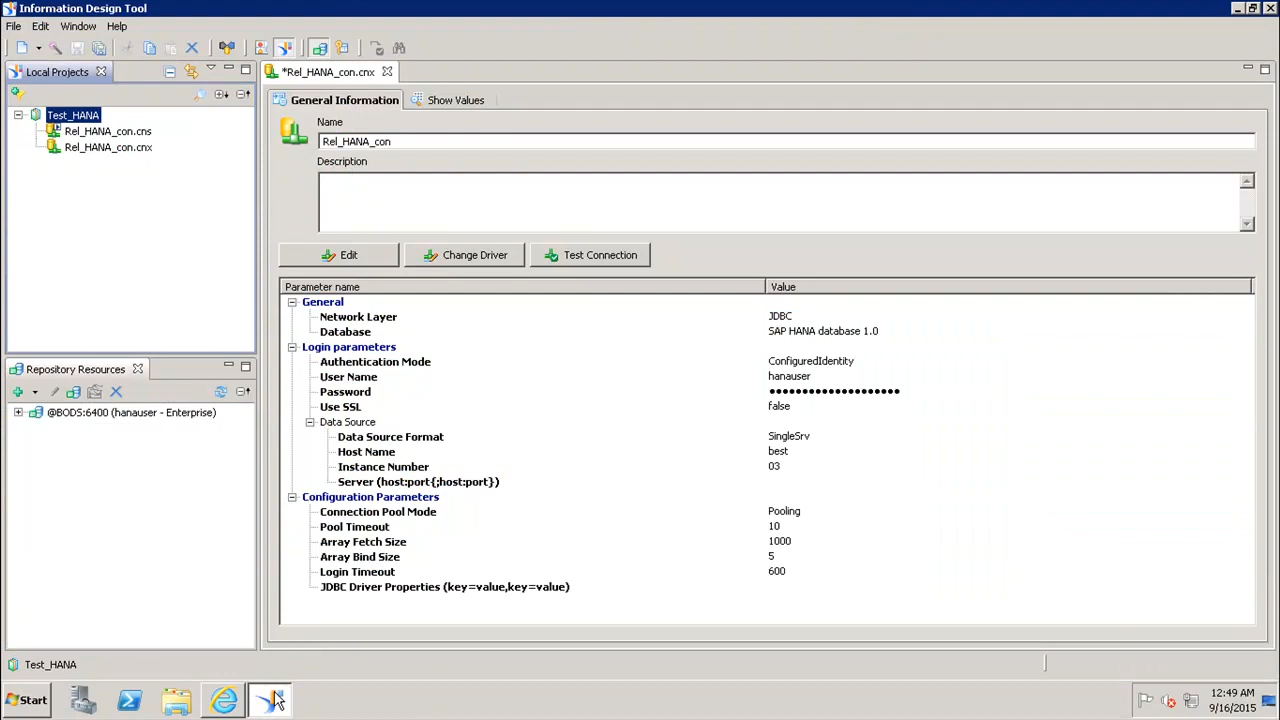 Information Design Tool
File Edit Window Help
Local Projects
*Rel_HANA_con.cnx
Test_HANA
Rel_HANA_con.cns
Rel_HANA_con.cnx
General Information Show Values
Name
Rel_HANA_con
Description
Edit Change Driver Test Connection
Parameter name Value
General
Network Layer JDBC
Database SAP HANA database 1.0
Login parameters
Authentication Mode ConfiguredIdentity
User Name hanauser
Password ●●●●●●●●●●●●●●●●●●●●
Use SSL false
Data Source
Data Source Format SingleSrv
Host Name best
Instance Number 03
Server (host:port{;host:port})
Configuration Parameters
Connection Pool Mode Pooling
Pool Timeout 10
Array Fetch Size 1000
Array Bind Size 5
Login Timeout 600
JDBC Driver Properties (key=value,key=value)
Repository Resources
@BODS:6400 (hanauser - Enterprise)
Test_HANA
Start
12:49 AM
9/16/2015